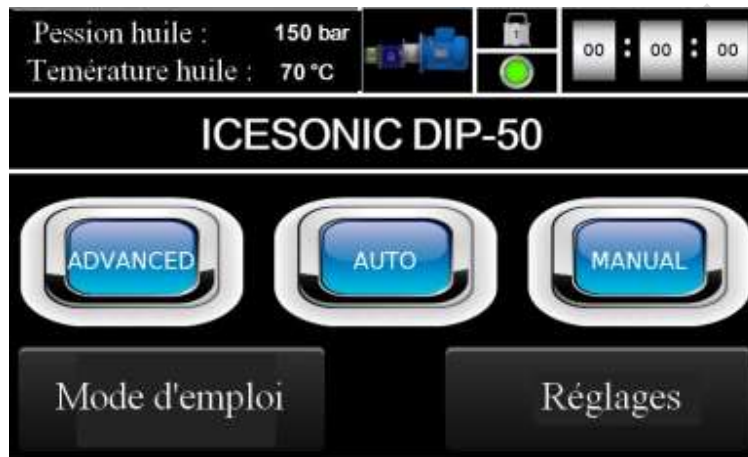 Pession huile : 150 bar
Temérature huile : 70 °C
00 : 00 : 00
ICESONIC DIP-50
ADVANCED
AUTO
MANUAL
Mode d'emploi
Réglages